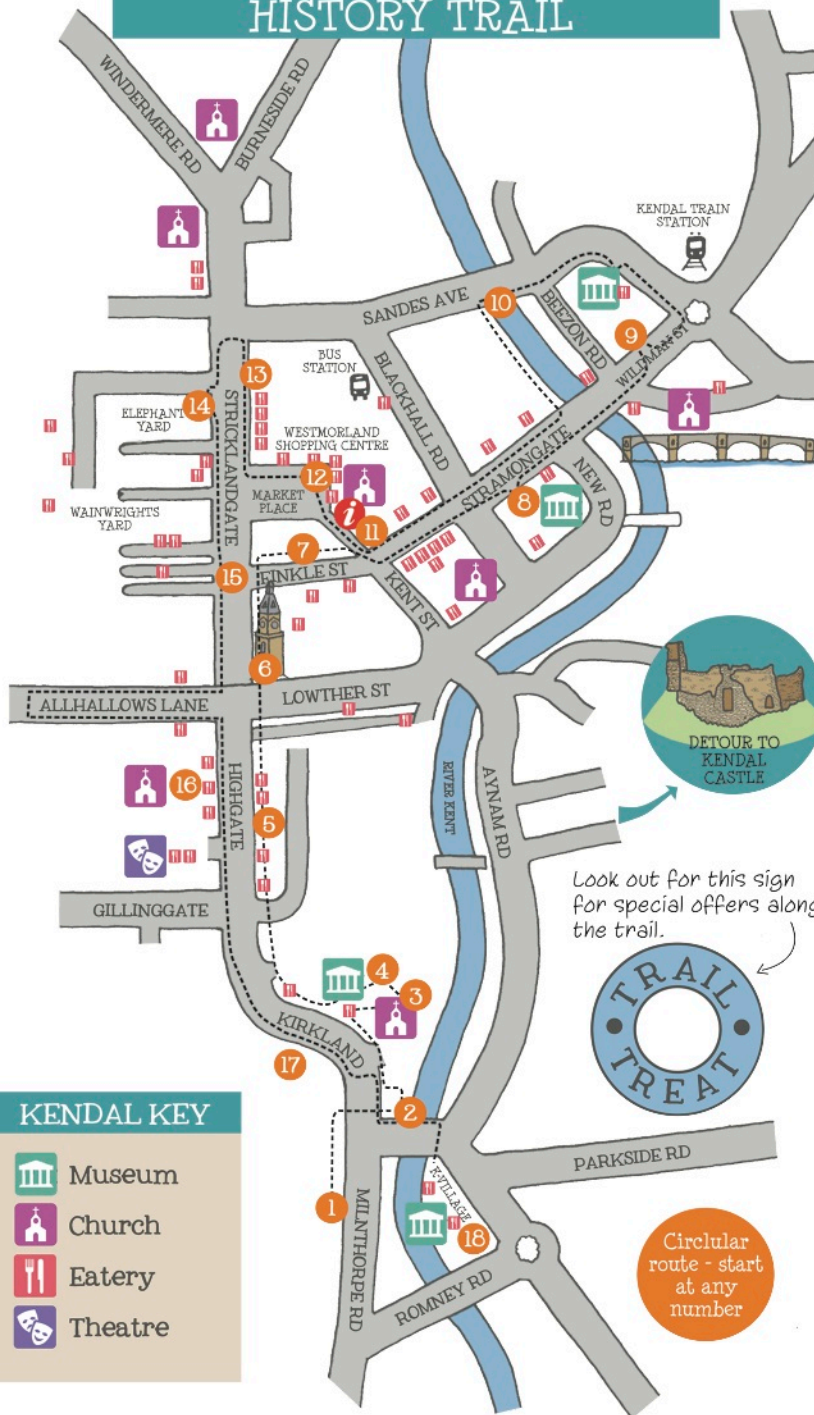 HISTORY TRAIL
WINDERMERE RD
BURNESIDE RD
KENDAL TRAIN
STATION
SANDES AVE
10
BEEZON RD
9
WILDMAN ST
BUS
STATION
13
BLACKHALL RD
14
ELEPHANT
YARD
STRICKLANDGATE
WESTMORLAND
SHOPPING CENTRE
12
MARKET
PLACE
i
11
STRAMONGATE
8
NEW RD
WAINWRIGHTS
YARD
7
15
FINKLE ST
KENT ST
6
ALLHALLOWS LANE
LOWTHER ST
DETOUR TO
KENDAL
CASTLE
16
HIGHGATE
5
RIVER KENT
AYNAM RD
GILLINGGATE
Look out for this sign
for special offers along
the trail.
TRAIL
TREAT
4
3
KIRKLAND
17
2
1
MILNTHORPE RD
'K-VILLAGE
18
PARKSIDE RD
ROMNEY RD
Circlular
route - start
at any
number
KENDAL KEY
Museum
Church
Eatery
Theatre